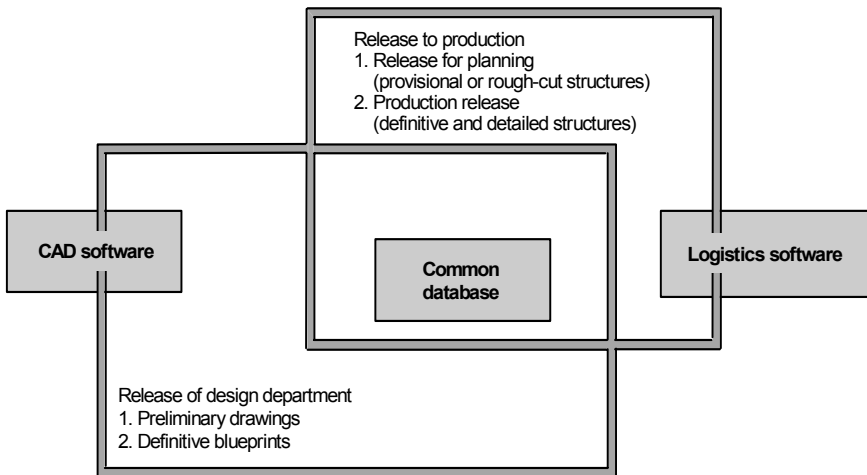 Release to production
1. Release for planning
(provisional or rough-cut structures)
2. Production release
(definitive and detailed structures)
CAD software
Common
database
Logistics software
Release of design department
1. Preliminary drawings
2. Definitive blueprints